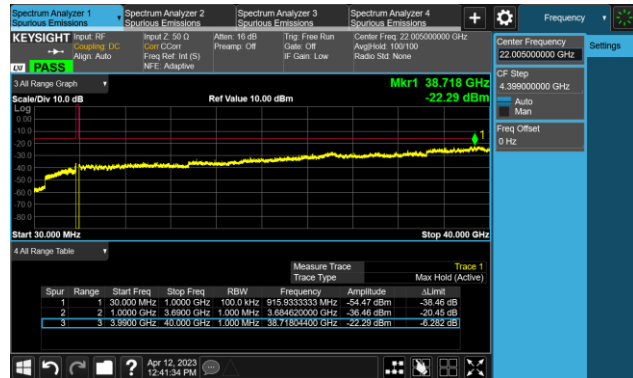 Spectrum Analyzer 1
Spurious Emissions
Spectrum Analyzer 2
Spurious Emissions
Spectrum Analyzer 3
Spurious Emissions
Spectrum Analyzer 4
Spurious Emissions
+
Frequency
KEYSIGHT
Input: RF
Coupling: DC
Align: Auto
Input Z: 50 Ω
Corr CCorr
Freq Ref: Int (S)
NFE: Adaptive
Atten: 16 dB
Preamp: Off
Trig: Free Run
Gate: Off
IF Gain: Low
Center Freq: 22.005000000 GHz
Avg|Hold: 100/100
Radio Std: None
LXI PASS
Center Frequency
22.005000000 GHz
Settings
CF Step
4.399000000 GHz
Auto
Man
Freq Offset
0 Hz
3 All Range Graph
Mkr1 38.718 GHz
-22.29 dBm
Scale/Div 10.0 dB
Ref Value 10.00 dBm
Log
0.00
-10.0
-20.0
-30.0
-40.0
-50.0
-60.0
-70.0
-80.0
1
Start 30.000 MHz
Stop 40.000 GHz
4 All Range Table
Measure Trace Trace 1
Trace Type Max Hold (Active)
Spur Range Start Freq Stop Freq RBW Frequency Amplitude ΔLimit
1 1 30.000 MHz 1.0000 GHz 100.0 kHz 915.9333333 MHz -54.47 dBm -38.46 dB
2 2 1.0000 GHz 3.6900 GHz 1.000 MHz 3.684620000 GHz -36.46 dBm -20.45 dB
3 3 3.9900 GHz 40.000 GHz 1.000 MHz 38.71804400 GHz -22.29 dBm -6.282 dB
?
Apr 12, 2023
12:41:34 PM